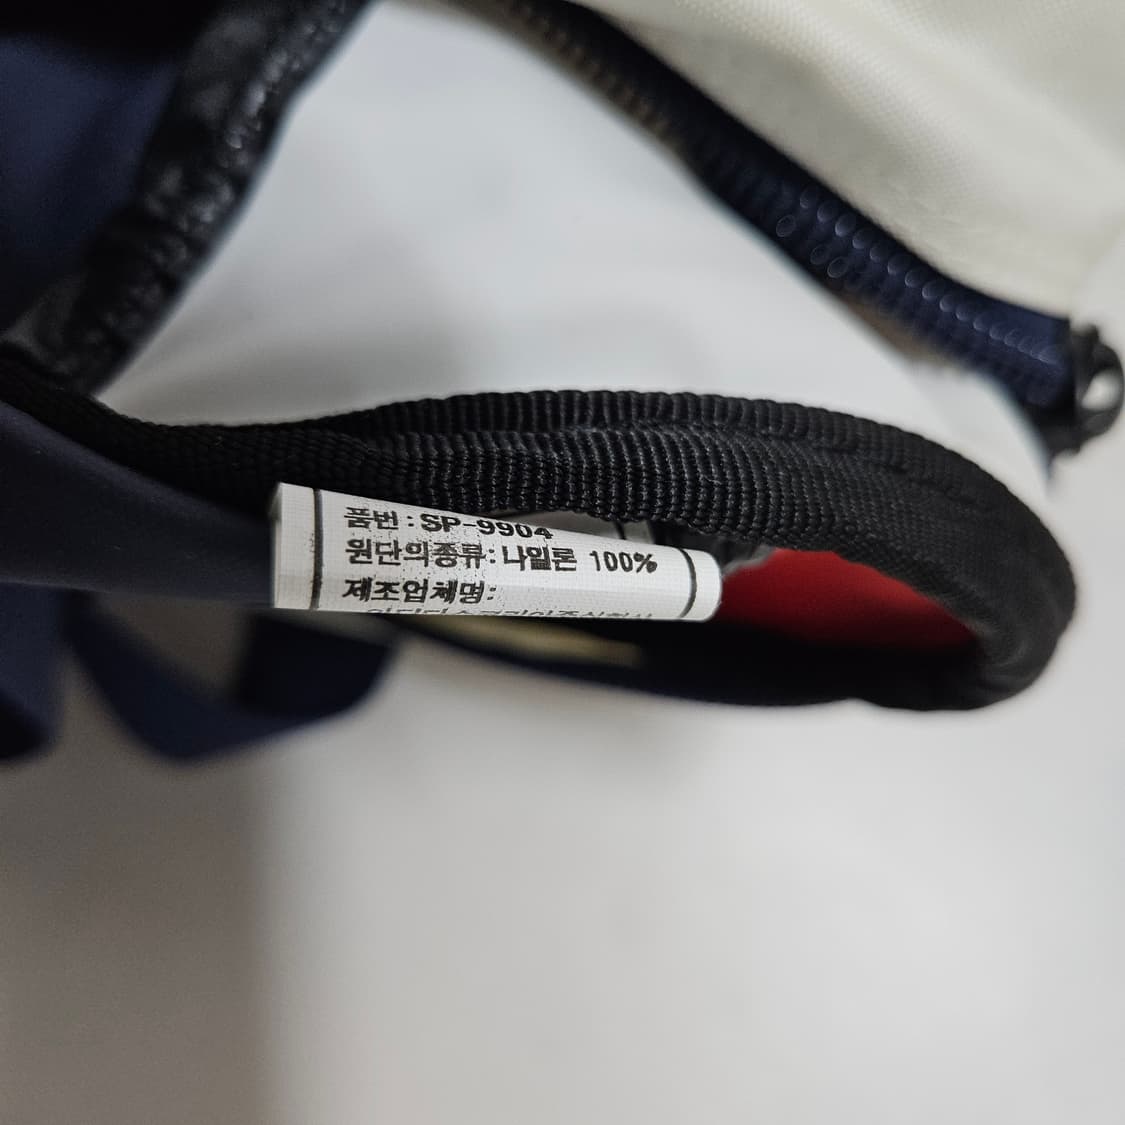 품번 : SP-9904
원단의종류: 나일론 100%
제조업체명: